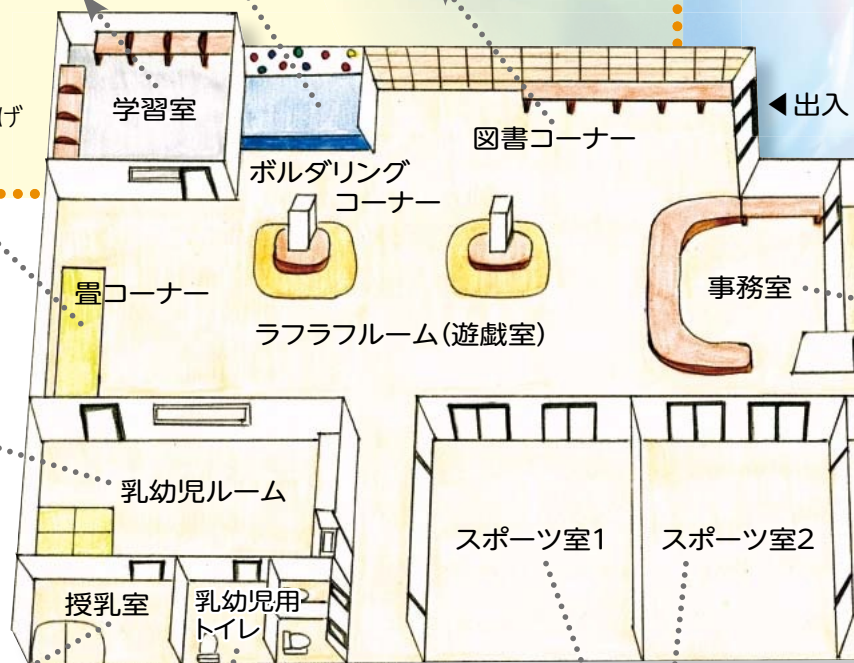 げ
学習室
図書コーナー
◀出入
ボルダリング
コーナー
畳コーナー
事務室
ラフラフルーム(遊戯室)
乳幼児ルーム
スポーツ室1
スポーツ室2
授乳室
乳幼児用
トイレ